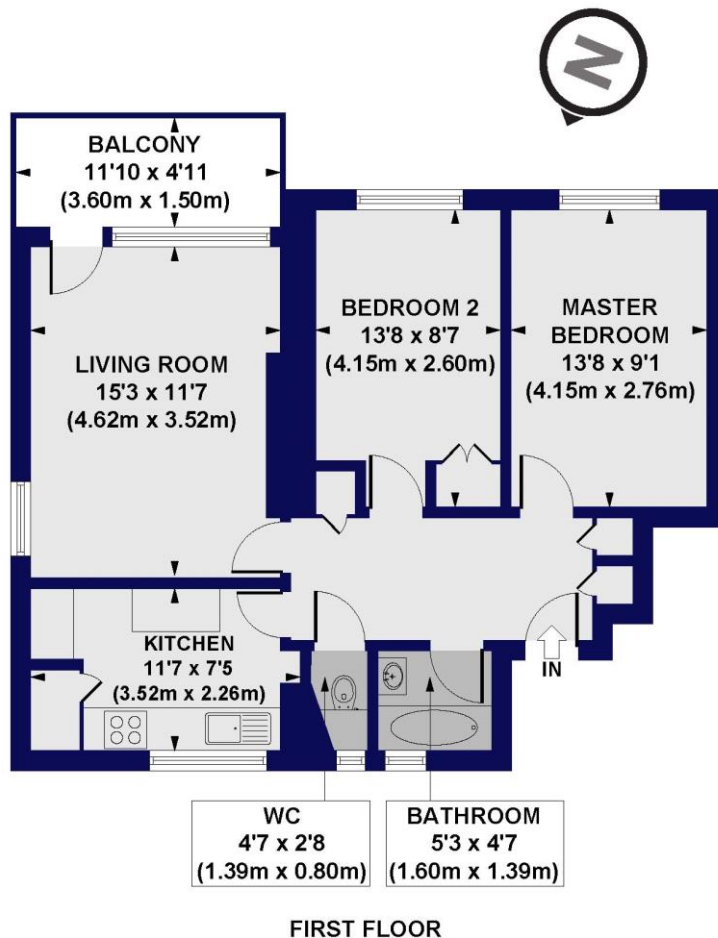 N
BALCONY
11'10 x 4'11
(3.60m x 1.50m)
BEDROOM 2
13'8 x 8'7
(4.15m x 2.60m)
MASTER
BEDROOM
13'8 x 9'1
(4.15m x 2.76m)
LIVING ROOM
15'3 x 11'7
(4.62m x 3.52m)
KITCHEN
11'7 x 7'5
(3.52m x 2.26m)
IN
WC
4'7 x 2'8
(1.39m x 0.80m)
BATHROOM
5'3 x 4'7
(1.60m x 1.39m)
FIRST FLOOR